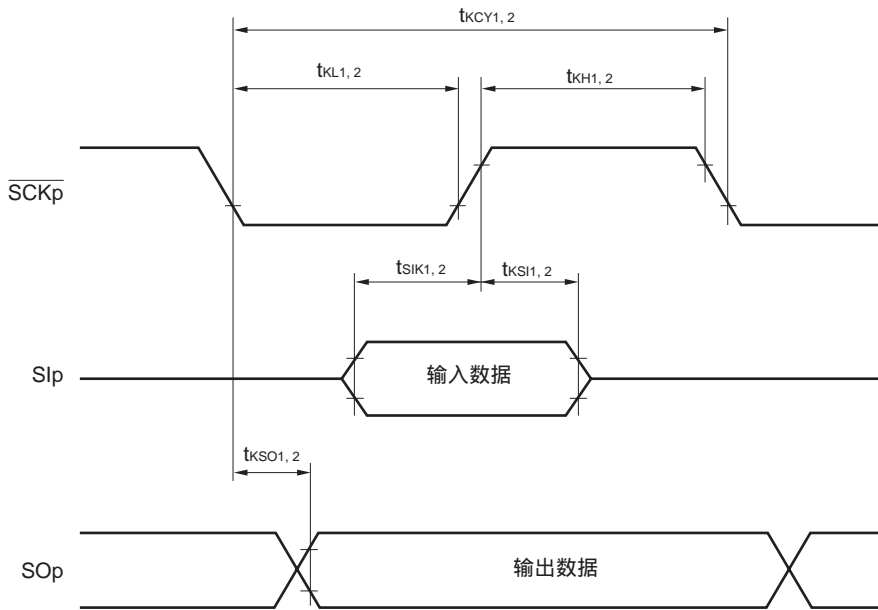 tKCY1, 2
tKL1, 2
tKH1, 2
SCKp
tSIK1, 2
tKSI1, 2
SIp
输入数据
tKSO1, 2
SOp
输出数据